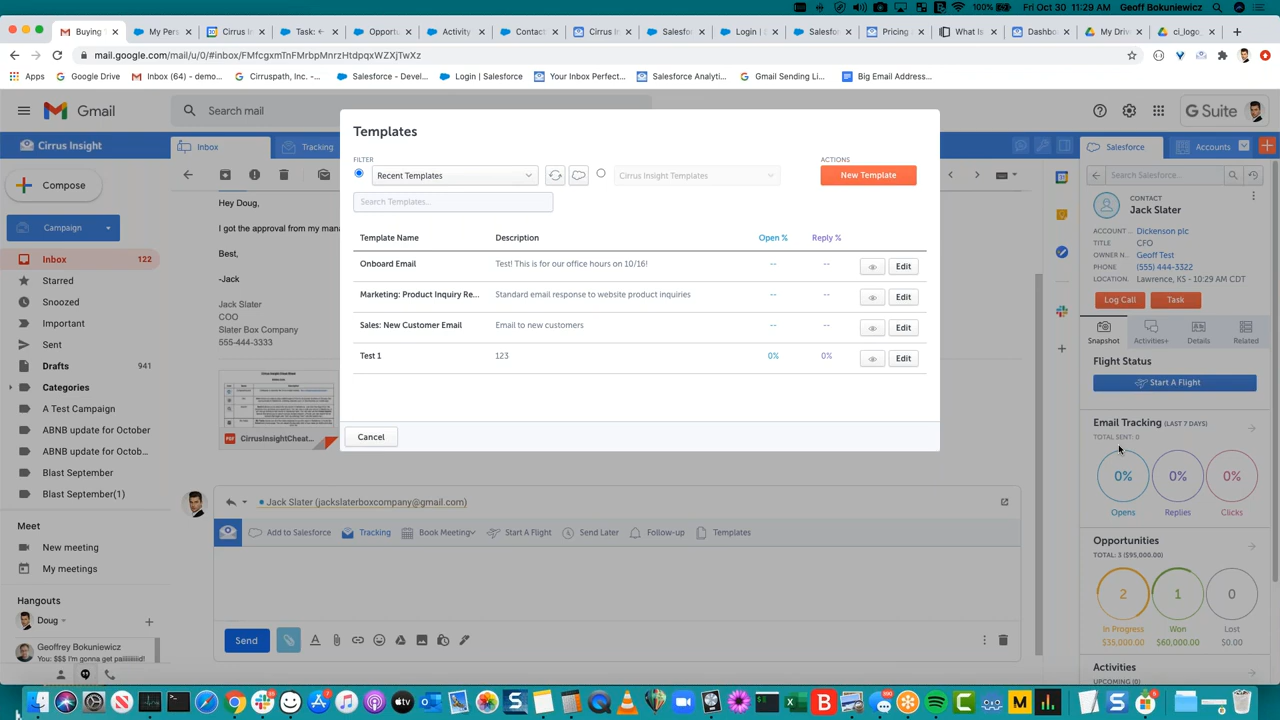 100%
Fri Oct 30 11:29 AM
Geoff Bokuniewicz
Buying
My Pers
Cirrus I
Task: ←
Opportu
Activity
Contact
Cirrus In
Salesfor
Login | S
Salesfor
Pricing
What Is
Dashbo
My Driv
ci_logo_
mail.google.com/mail/u/0/#inbox/FMfcgxmTnFMrbpMnrzHtdpqxWZXjTwXz
Apps
Google Drive
Inbox (64) - demo...
Cirruspath, Inc. -...
Salesforce - Devel...
Login | Salesforce
Your Inbox Perfect...
Salesforce Analyti...
Gmail Sending Li...
Big Email Address...
Gmail
Search mail
G Suite
Cirrus Insight
Inbox
Tracking
Salesforce
Accounts
Compose
Campaign
Inbox 122
Starred
Snoozed
Important
Sent
Drafts 941
Categories
A Test Campaign
ABNB update for October
ABNB update for Octob...
Blast September
Blast September(1)
Meet
New meeting
My meetings
Hangouts
Doug
Geoffrey Bokuniewicz
You: $$$ I'm gonna get paiiiiiiiid!
Hey Doug,
I got the approval from my mana
Best,
-Jack
Jack Slater
COO
Slater Box Company
555-444-3333
PDF CirrusInsightCheat...
Templates
FILTER
ACTIONS
Recent Templates
Cirrus Insight Templates
New Template
Search Templates...
Template Name Description Open % Reply %
Onboard Email Test! This is for our office hours on 10/16! -- -- Edit
Marketing: Product Inquiry Re... Standard email response to website product inquiries -- -- Edit
Sales: New Customer Email Email to new customers -- -- Edit
Test 1 123 0% 0% Edit
Cancel
Jack Slater (jackslaterboxcompany@gmail.com)
Add to Salesforce
Tracking
Book Meeting
Start A Flight
Send Later
Follow-up
Templates
Send
Search Salesforce...
CONTACT
Jack Slater
ACCOUNT... Dickenson plc
TITLE CFO
OWNER N... Geoff Test
PHONE (555) 444-3322
LOCATION.. Lawrence, KS - 10:29 AM CDT
Log Call
Task
Snapshot
Activities+
Details
Related
Flight Status
Start A Flight
Email Tracking (LAST 7 DAYS)
TOTAL SENT: 0
0% 0% 0%
Opens Replies Clicks
Opportunities
TOTAL: 3 ($95,000.00)
2 1 0
In Progress Won Lost
$35,000.00 $60,000.00 $0.00
Activities
UPCOMING (0)